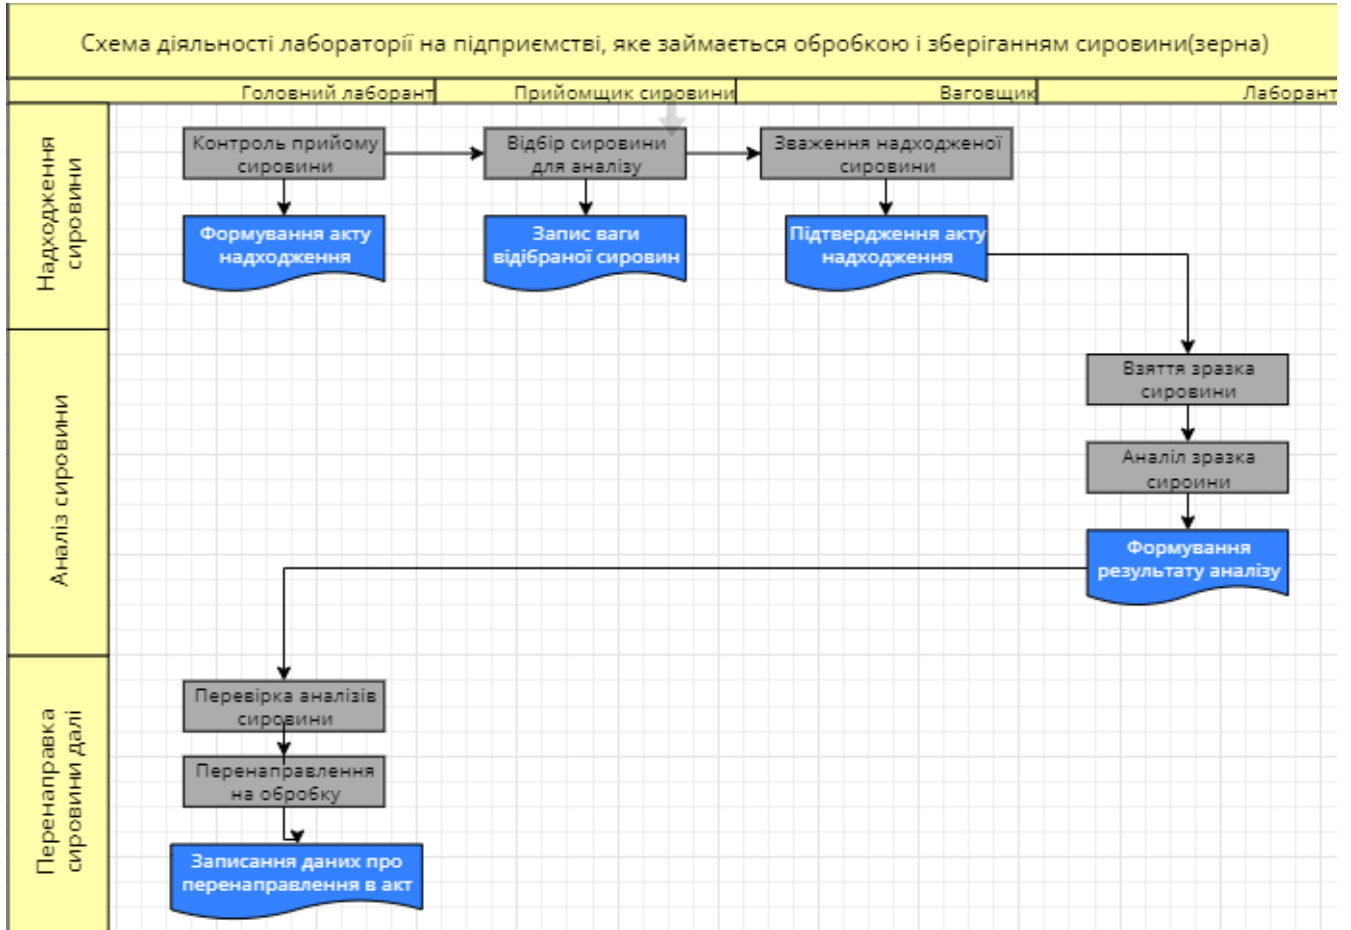 Схема діяльності лабораторії на підприємстві, яке займається обробкою і зберіганням сировини(зерна)
Головний лаборант
Прийомщик сировини
Ваговщик
Лаборант
Надходження
сировини
Контроль прийому
сировини
Відбір сировини
для аналізу
Зваження надходженої
сировини
Формування акту
надходження
Запис ваги
відібраної сировин
Підтвердження акту
надходження
Аналіз сировини
Взяття зразка
сировини
Аналіл зразка
сироини
Формування
результату аналізу
Перенаправка
сировини далі
Перевірка аналізів
сировини
Перенаправлення
на обробку
Записання даних про
перенаправлення в акт